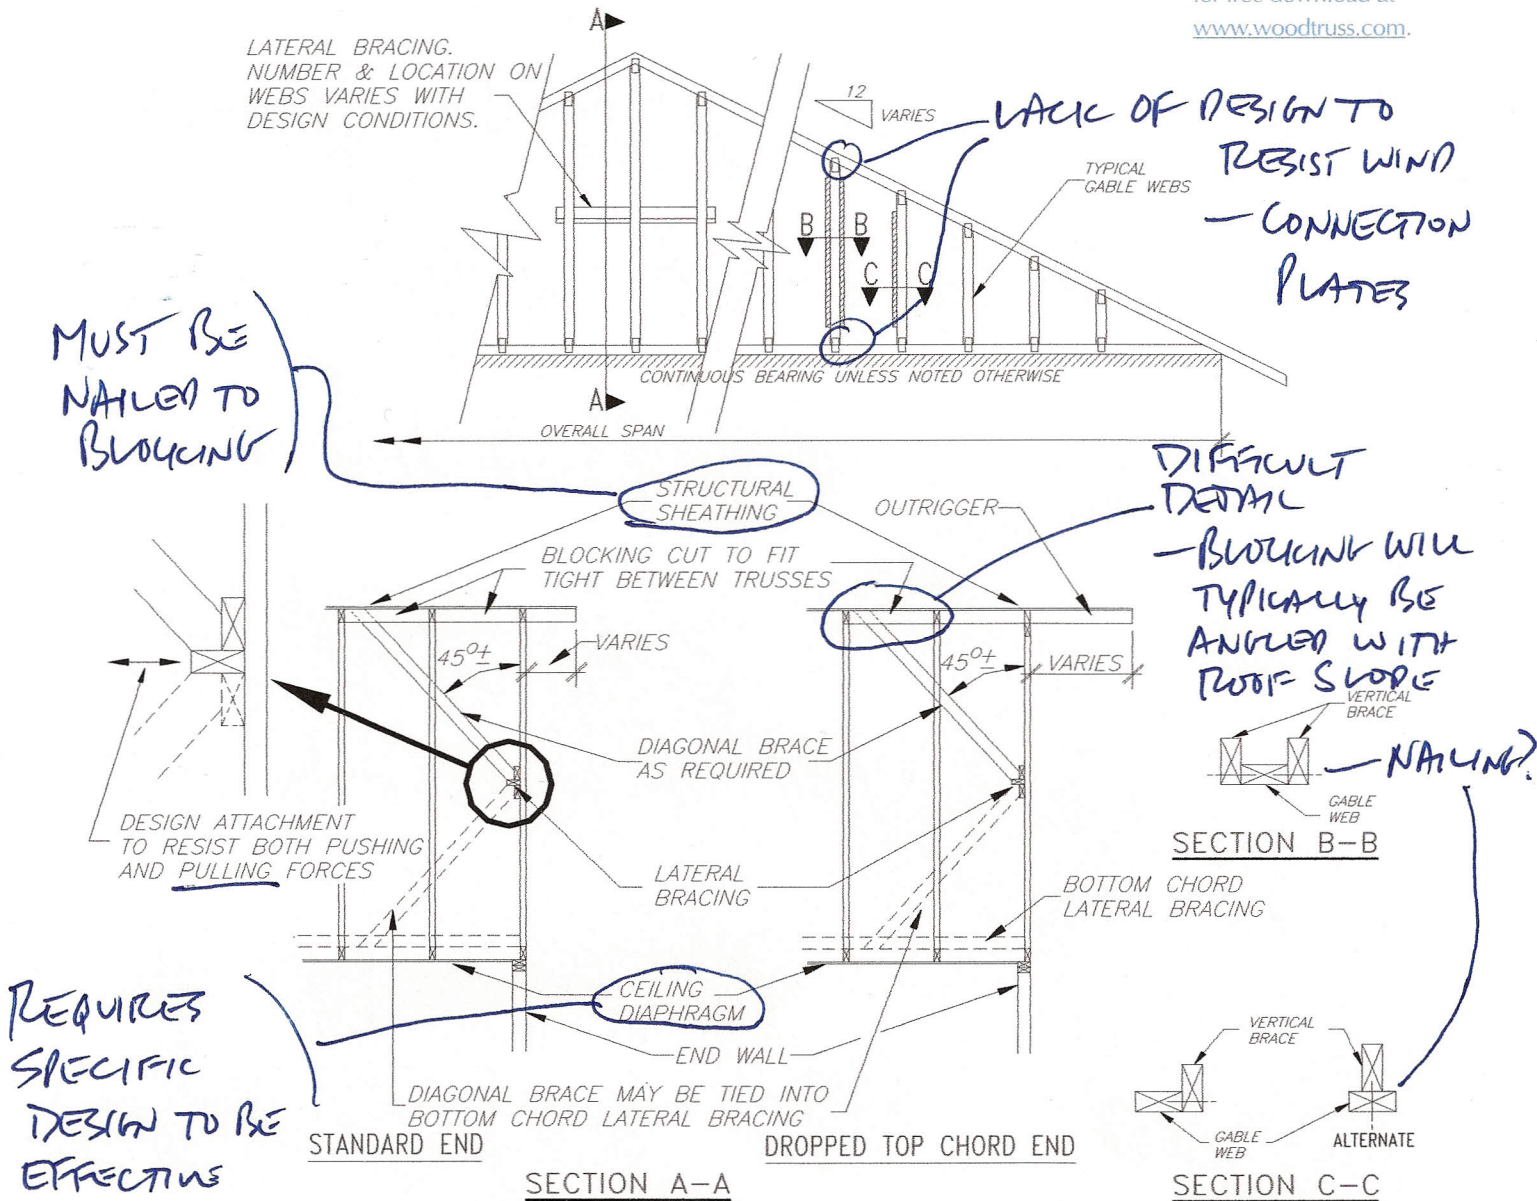 for free download at
www.woodtruss.com.
A
LATERAL BRACING.
NUMBER & LOCATION ON
WEBS VARIES WITH
DESIGN CONDITIONS.
12
VARIES
LACK OF DESIGN TO
RESIST WIND
— CONNECTION
PLATES
TYPICAL
GABLE WEBS
B B
C C
MUST BE
NAILED TO
BLOCKING
A
CONTINUOUS BEARING UNLESS NOTED OTHERWISE
OVERALL SPAN
STRUCTURAL
SHEATHING
OUTRIGGER
DIFFICULT
DETAIL
— BLOCKING WILL
TYPICALLY BE
ANGLED WITH
ROOF SLOPE
BLOCKING CUT TO FIT
TIGHT BETWEEN TRUSSES
45°±
VARIES
45°±
VARIES
VERTICAL
BRACE
— NAILING?
GABLE
WEB
SECTION B-B
DIAGONAL BRACE
AS REQUIRED
DESIGN ATTACHMENT
TO RESIST BOTH PUSHING
AND PULLING FORCES
LATERAL
BRACING
BOTTOM CHORD
LATERAL BRACING
REQUIRES
SPECIFIC
DESIGN TO BE
EFFECTIVE
CEILING
DIAPHRAGM
END WALL
DIAGONAL BRACE MAY BE TIED INTO
BOTTOM CHORD LATERAL BRACING
STANDARD END
DROPPED TOP CHORD END
SECTION A-A
VERTICAL
BRACE
GABLE
WEB
ALTERNATE
SECTION C-C